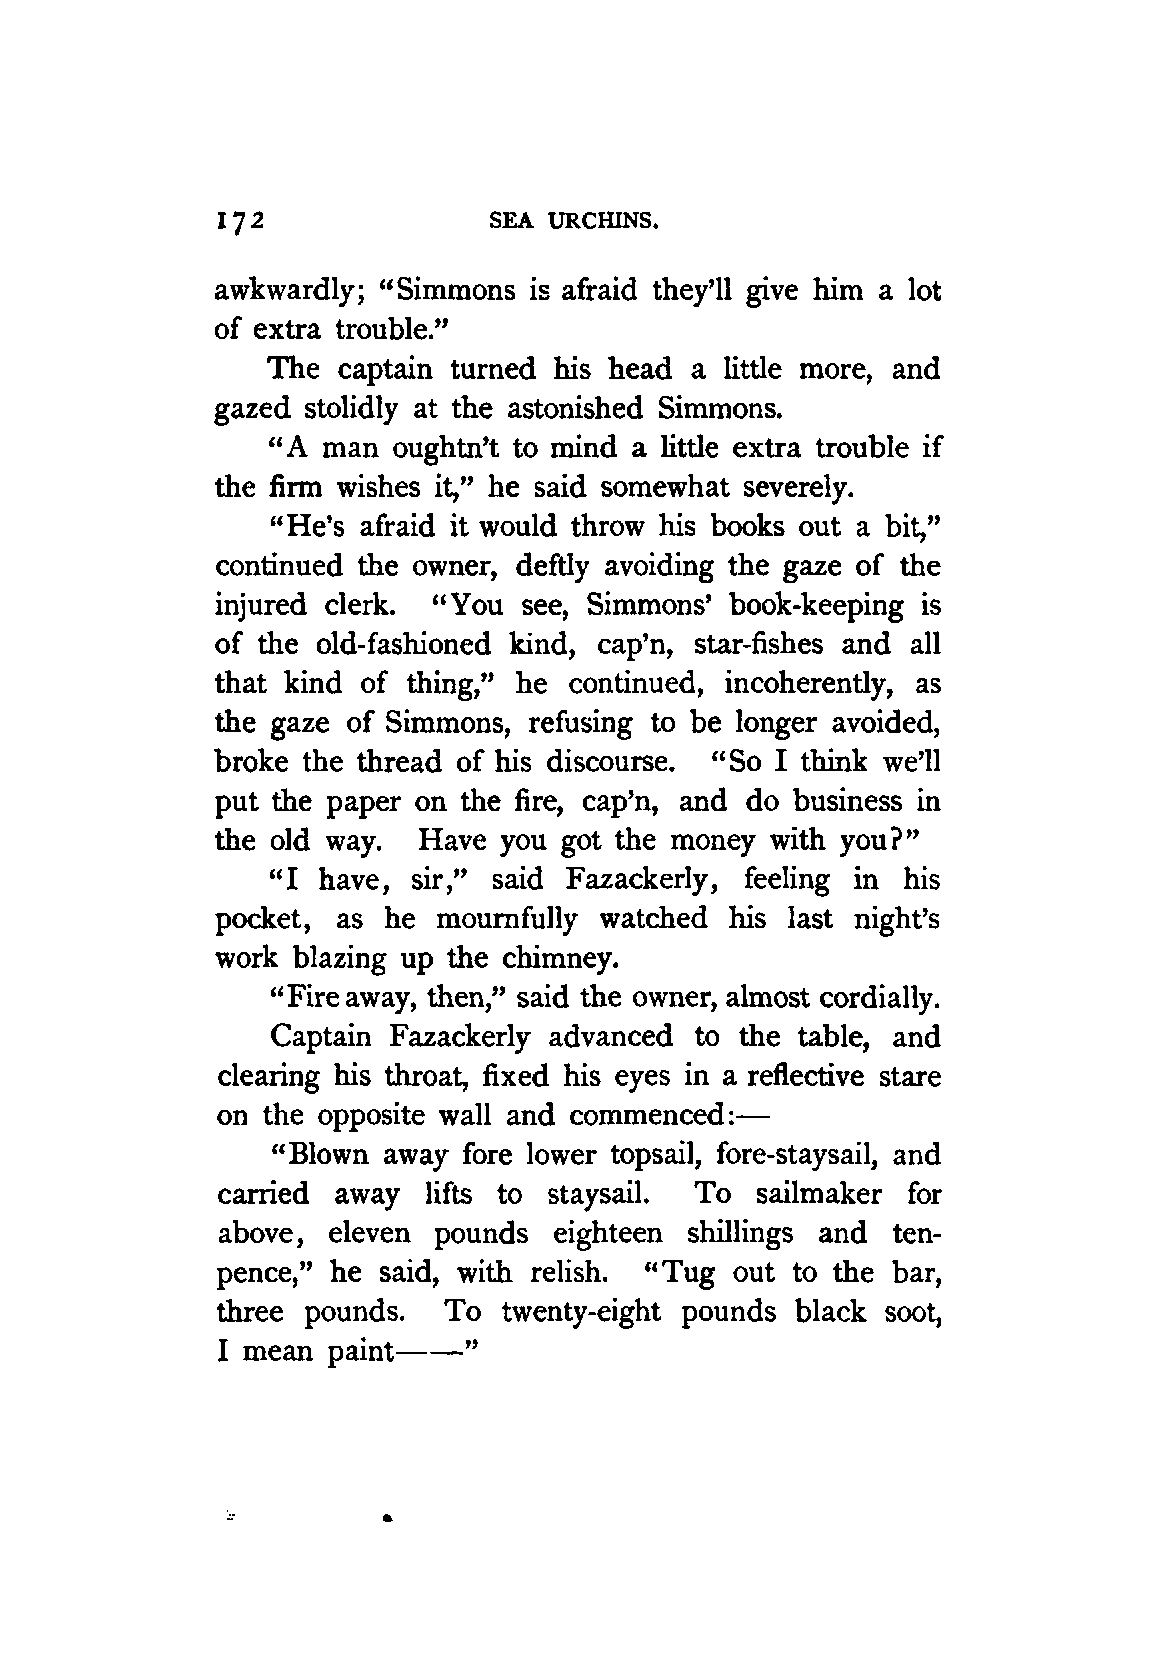 172 SEA URCHINS.
awkwardly; “Simmons is afraid they’ll give him a lot
of extra trouble.”
The captain turned his head a little more, and
gazed stolidly at the astonished Simmons.
“A man oughtn’t to mind a little extra trouble if
the firm wishes it,” he said somewhat severely.
“He’s afraid it would throw his books out a bit,”
continued the owner, deftly avoiding the gaze of the
injured clerk. “You see, Simmons’ book-keeping is
of the old-fashioned kind, cap’n, star-fishes and all
that kind of thing,” he continued, incoherently, as
the gaze of Simmons, refusing to be longer avoided,
broke the thread of his discourse. “So I think we’ll
put the paper on the fire, cap’n, and do business in
the old way. Have you got the money with you?”
“I have, sir,” said Fazackerly, feeling in his
pocket, as he mournfully watched his last night’s
work blazing up the chimney.
“Fire away, then,” said the owner, almost cordially.
Captain Fazackerly advanced to the table, and
clearing his throat, fixed his eyes in a reflective stare
on the opposite wall and commenced:—
“Blown away fore lower topsail, fore-staysail, and
carried away lifts to staysail. To sailmaker for
above, eleven pounds eighteen shillings and ten-
pence,” he said, with relish. “Tug out to the bar,
three pounds. To twenty-eight pounds black soot,
I mean paint——”